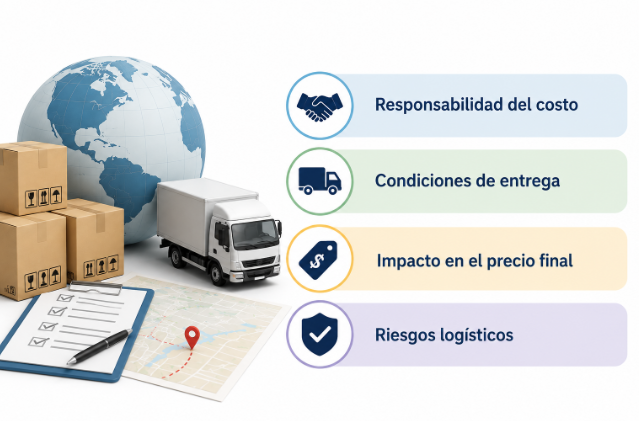 Responsabilidad del costo
Condiciones de entrega
$
Impacto en el precio final
Riesgos logísticos